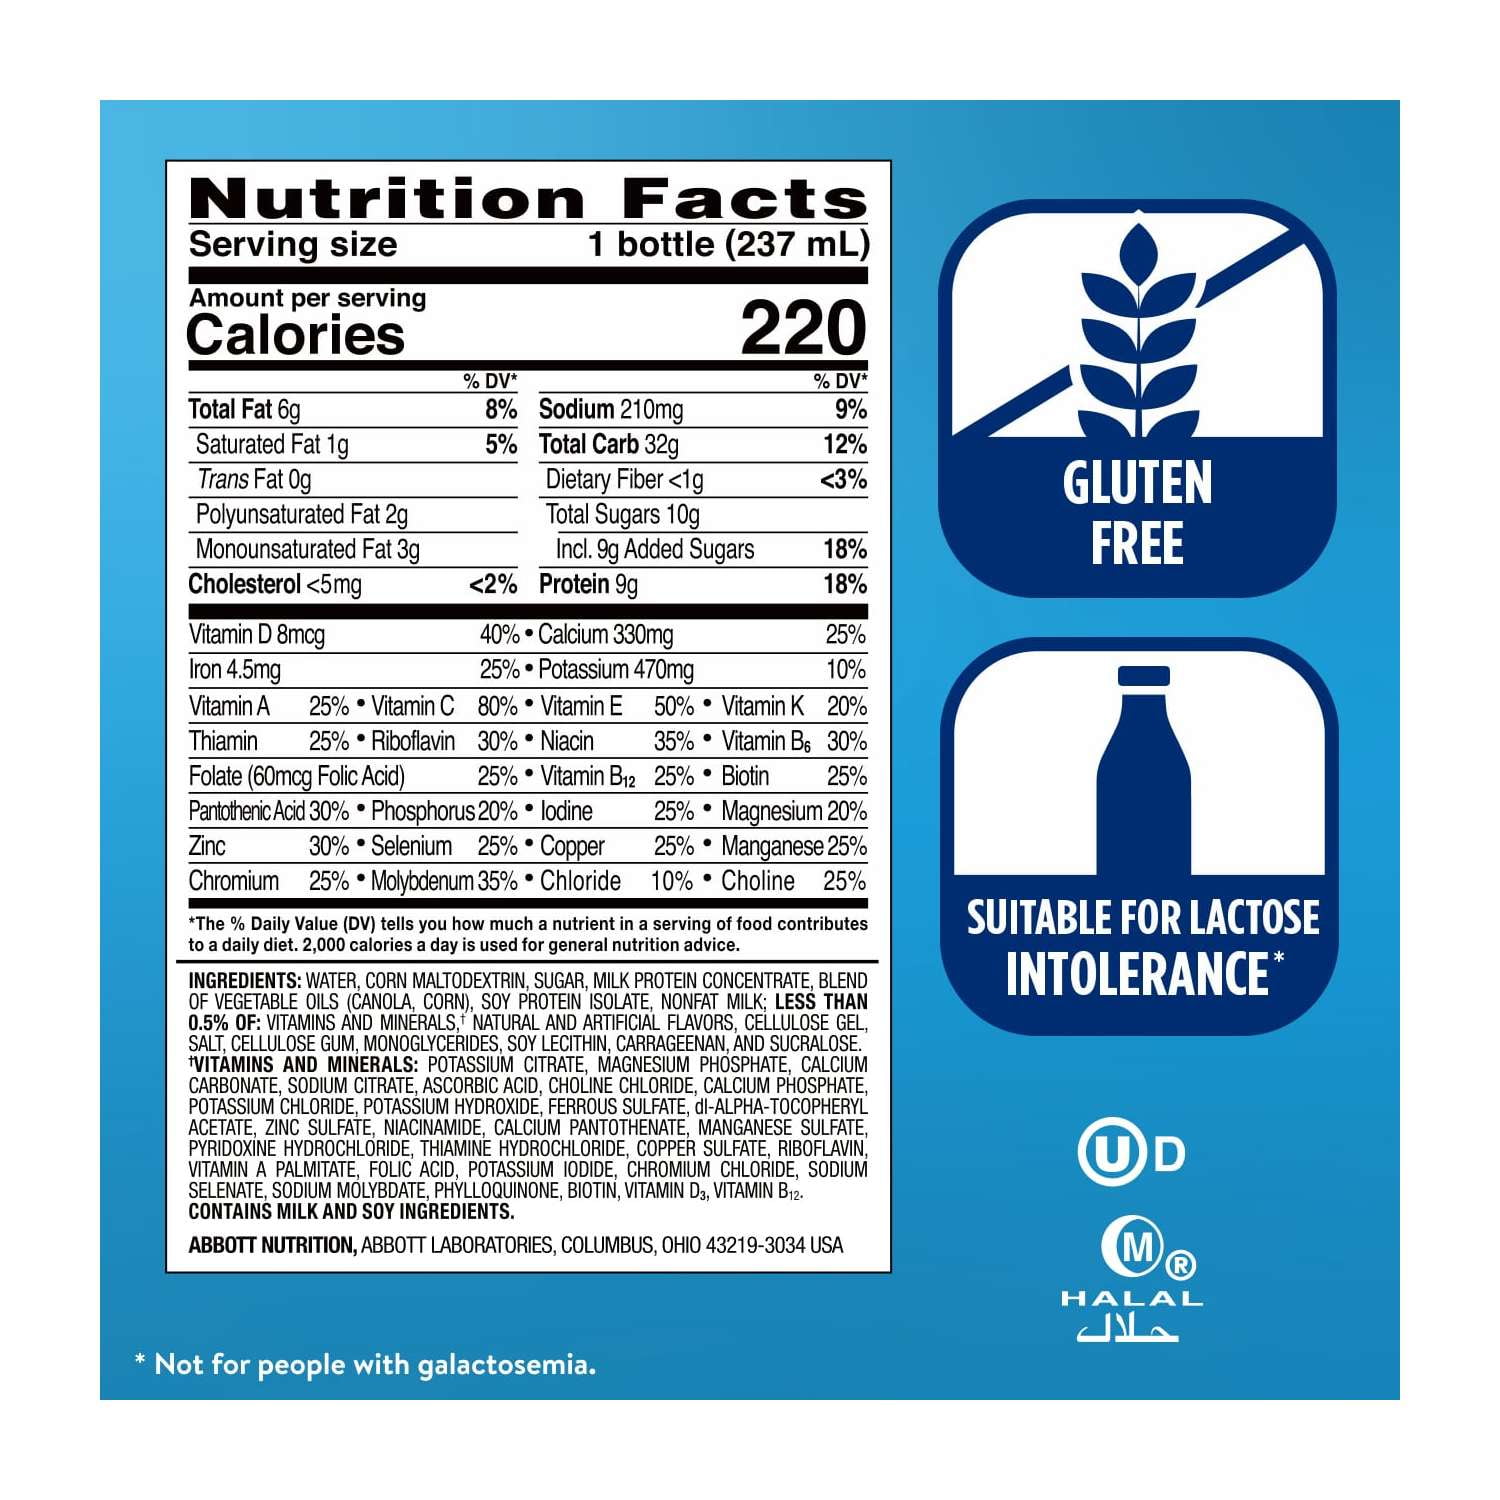 Nutrition Facts
Serving size 1 bottle (237 mL)
Amount per serving
Calories 220
% DV* % DV*
Total Fat 6g 8% Sodium 210mg 9%
Saturated Fat 1g 5% Total Carb 32g 12%
Trans Fat 0g Dietary Fiber <1g <3%
Polyunsaturated Fat 2g Total Sugars 10g
Monounsaturated Fat 3g Incl. 9g Added Sugars 18%
Cholesterol <5mg <2% Protein 9g 18%
Vitamin D 8mcg 40% • Calcium 330mg 25%
Iron 4.5mg 25% • Potassium 470mg 10%
Vitamin A 25% • Vitamin C 80% • Vitamin E 50% • Vitamin K 20%
Thiamin 25% • Riboflavin 30% • Niacin 35% • Vitamin B6 30%
Folate (60mcg Folic Acid) 25% • Vitamin B12 25% • Biotin 25%
Pantothenic Acid 30% • Phosphorus 20% • Iodine 25% • Magnesium 20%
Zinc 30% • Selenium 25% • Copper 25% • Manganese 25%
Chromium 25% • Molybdenum 35% • Chloride 10% • Choline 25%
*The % Daily Value (DV) tells you how much a nutrient in a serving of food contributes
to a daily diet. 2,000 calories a day is used for general nutrition advice.
INGREDIENTS: WATER, CORN MALTODEXTRIN, SUGAR, MILK PROTEIN CONCENTRATE, BLEND
OF VEGETABLE OILS (CANOLA, CORN), SOY PROTEIN ISOLATE, NONFAT MILK; LESS THAN
0.5% OF: VITAMINS AND MINERALS,† NATURAL AND ARTIFICIAL FLAVORS, CELLULOSE GEL,
SALT, CELLULOSE GUM, MONOGLYCERIDES, SOY LECITHIN, CARRAGEENAN, AND SUCRALOSE.
†VITAMINS AND MINERALS: POTASSIUM CITRATE, MAGNESIUM PHOSPHATE, CALCIUM
CARBONATE, SODIUM CITRATE, ASCORBIC ACID, CHOLINE CHLORIDE, CALCIUM PHOSPHATE,
POTASSIUM CHLORIDE, POTASSIUM HYDROXIDE, FERROUS SULFATE, dl-ALPHA-TOCOPHERYL
ACETATE, ZINC SULFATE, NIACINAMIDE, CALCIUM PANTOTHENATE, MANGANESE SULFATE,
PYRIDOXINE HYDROCHLORIDE, THIAMINE HYDROCHLORIDE, COPPER SULFATE, RIBOFLAVIN,
VITAMIN A PALMITATE, FOLIC ACID, POTASSIUM IODIDE, CHROMIUM CHLORIDE, SODIUM
SELENATE, SODIUM MOLYBDATE, PHYLLOQUINONE, BIOTIN, VITAMIN D3, VITAMIN B12.
CONTAINS MILK AND SOY INGREDIENTS.
ABBOTT NUTRITION, ABBOTT LABORATORIES, COLUMBUS, OHIO 43219-3034 USA
* Not for people with galactosemia.
GLUTEN
FREE
SUITABLE FOR LACTOSE
INTOLERANCE*
U D
M ®
HALAL
حلال